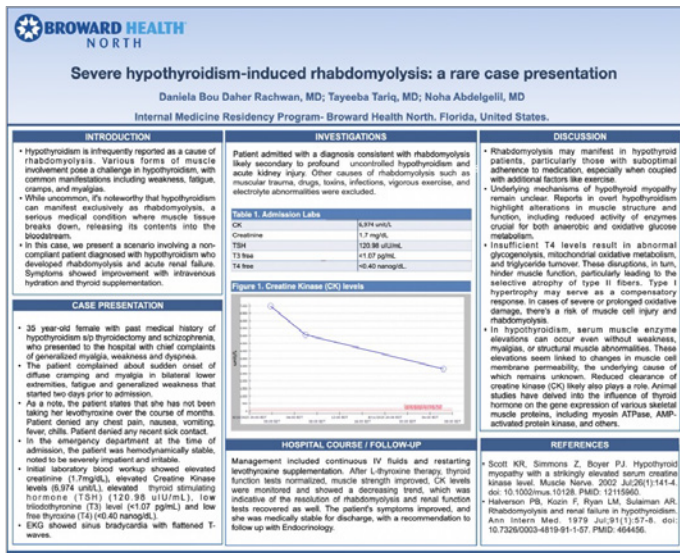 BROWARD HEALTH
NORTH
Severe hypothyroidism-induced rhabdomyolysis: a rare case presentation
Daniela Bou Daher Rachwan, MD; Tayeeba Tariq, MD; Noha Abdelgelil, MD
Internal Medicine Residency Program- Broward Health North. Florida, United States.
INTRODUCTION
• Hypothyroidism is infrequently reported as a cause of
rhabdomyolysis. Various forms of muscle
involvement pose a challenge in hypothyroidism, with
common manifestations including weakness, fatigue,
cramps, and myalgias.
• While uncommon, it's noteworthy that hypothyroidism
can manifest exclusively as rhabdomyolysis, a
serious medical condition where muscle tissue
breaks down, releasing its contents into the
bloodstream.
• In this case, we present a scenario involving a non-
compliant patient diagnosed with hypothyroidism who
developed rhabdomyolysis and acute renal failure.
Symptoms showed improvement with intravenous
hydration and thyroid supplementation.
CASE PRESENTATION
• 35 year-old female with past medical history of
hypothyroidism s/p thyroidectomy and schizophrenia,
who presented to the hospital with chief complaints
of generalized myalgia, weakness and dyspnea.
• The patient complained about sudden onset of
diffuse cramping and myalgia in bilateral lower
extremities, fatigue and generalized weakness that
started two days prior to admission.
• As a note, the patient states that she has not been
taking her levothyroxine over the course of months.
Patient denied any chest pain, nausea, vomiting,
fever, chills. Patient denied any recent sick contact.
• In the emergency department at the time of
admission, the patient was hemodynamically stable,
noted to be severely impatient and irritable.
• Initial laboratory blood workup showed elevated
creatinine (1.7mg/dL), elevated Creatine Kinase
levels (6,974 unit/L), elevated thyroid stimulating
hormone (TSH) (120.98 uIU/mL), low
triiodothyronine (T3) level (<1.07 pg/mL) and low
free thyroxine (T4) (<0.40 nanog/dL).
• EKG showed sinus bradycardia with flattened T-
waves.
INVESTIGATIONS
Patient admitted with a diagnosis consistent with rhabdomyolysis
likely secondary to profound uncontrolled hypothyroidism and
acute kidney injury. Other causes of rhabdomyolysis such as
muscular trauma, drugs, toxins, infections, vigorous exercise, and
electrolyte abnormalities were excluded.
Table 1. Admission Labs
CK 6,974 unit/L
Creatinine 1.7 mg/dL
TSH 120.98 uIU/mL
T3 free <1.07 pg/mL
T4 free <0.40 nanog/dL
Figure 1. Creatine Kinase (CK) levels
HOSPITAL COURSE / FOLLOW-UP
Management included continuous IV fluids and restarting
levothyroxine supplementation. After L-thyroxine therapy, thyroid
function tests normalized, muscle strength improved, CK levels
were monitored and showed a decreasing trend, which was
indicative of the resolution of rhabdomyolysis and renal function
tests recovered as well. The patient's symptoms improved, and
she was medically stable for discharge, with a recommendation to
follow up with Endocrinology.
DISCUSSION
• Rhabdomyolysis may manifest in hypothyroid
patients, particularly those with suboptimal
adherence to medication, especially when coupled
with additional factors like exercise.
• Underlying mechanisms of hypothyroid myopathy
remain unclear. Reports in overt hypothyroidism
highlight alterations in muscle structure and
function, including reduced activity of enzymes
crucial for both anaerobic and oxidative glucose
metabolism.
• Insufficient T4 levels result in abnormal
glycogenolysis, mitochondrial oxidative metabolism,
and triglyceride turnover. These disruptions, in turn,
hinder muscle function, particularly leading to the
selective atrophy of type II fibers. Type I
hypertrophy may serve as a compensatory
response. In cases of severe or prolonged oxidative
damage, there's a risk of muscle cell injury and
rhabdomyolysis.
• In hypothyroidism, serum muscle enzyme
elevations can occur even without weakness,
myalgias, or structural muscle abnormalities. These
elevations seem linked to changes in muscle cell
membrane permeability, the underlying cause of
which remains unknown. Reduced clearance of
creatine kinase (CK) likely also plays a role. Animal
studies have delved into the influence of thyroid
hormone on the gene expression of various skeletal
muscle proteins, including myosin ATPase, AMP-
activated protein kinase, and others.
REFERENCES
• Scott KR, Simmons Z, Boyer PJ. Hypothyroid
myopathy with a strikingly elevated serum creatine
kinase level. Muscle Nerve. 2002 Jul;26(1):141-4.
doi: 10.1002/mus.10128. PMID: 12115960.
• Halverson PB, Kozin F, Ryan LM, Sulaiman AR.
Rhabdomyolysis and renal failure in hypothyroidism.
Ann Intern Med. 1979 Jul;91(1):57-8. doi:
10.7326/0003-4819-91-1-57. PMID: 464456.